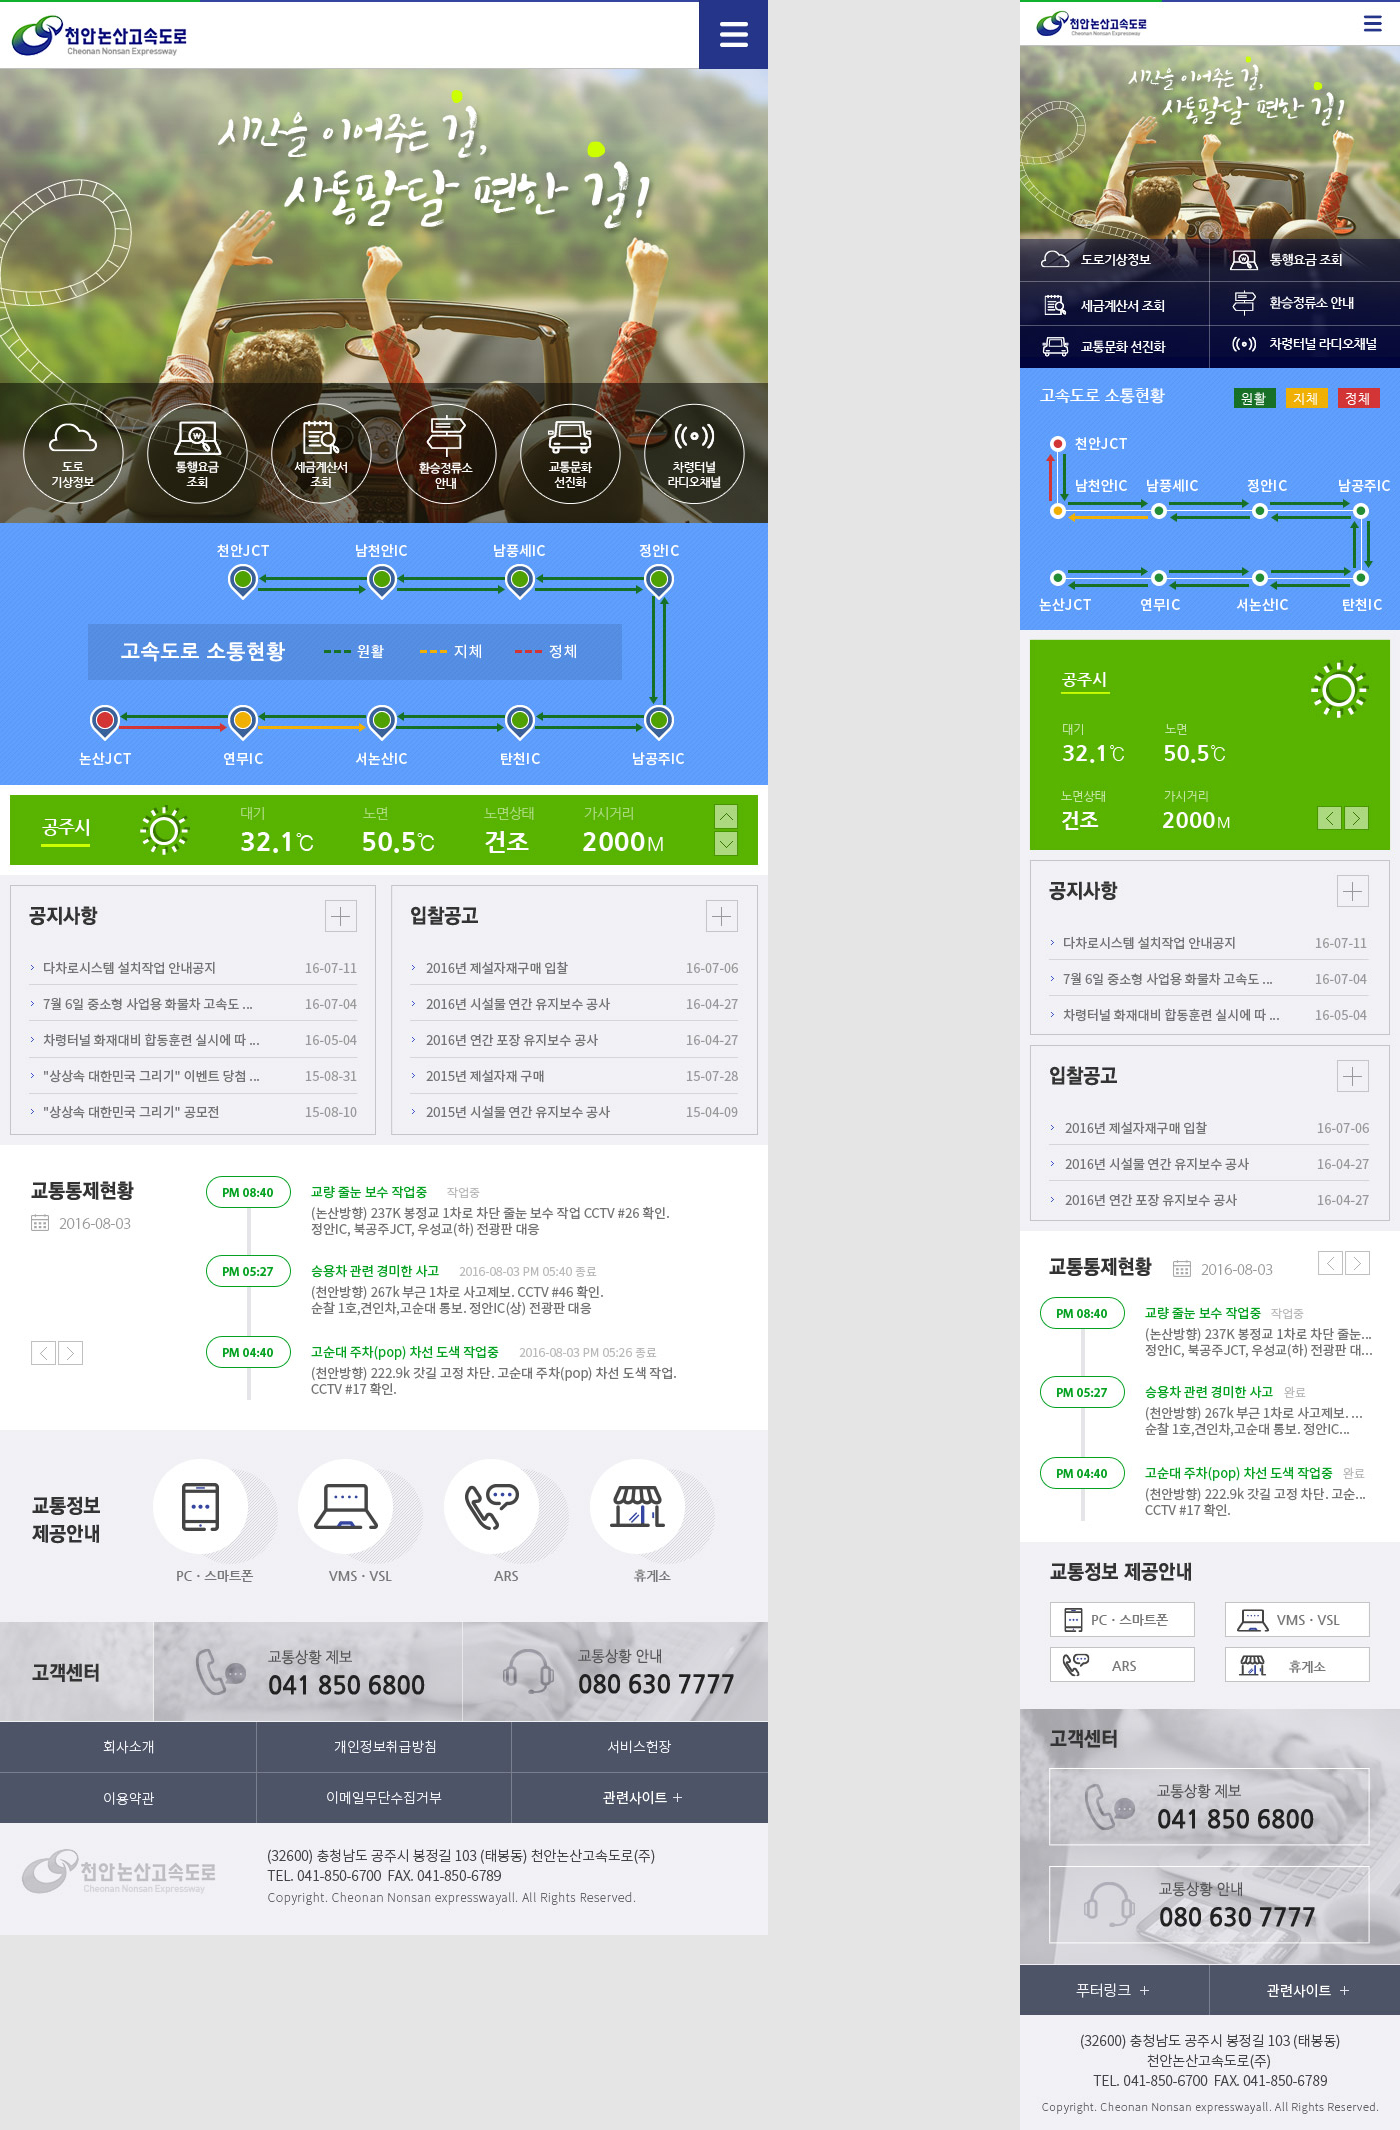 천안논산고속도로
Cheonan Nonsan Expressway
시간을 이어주는 길,
시통팔달 편한 길!
도로
기상정보
통행요금
조회
세금계산서
조회
환승정류소
안내
교통문화
선진화
차령터널
라디오채널
천안JCT
남천안IC
남풍세IC
정안IC
고속도로 소통현황
원활
지체
정체
논산JCT
연무IC
서논산IC
탄천IC
남공주IC
공주시
대기
32.1℃
노면
50.5℃
노면상태
건조
가시거리
2000M
공지사항
다차로시스템 설치작업 안내공지 16-07-11
7월 6일 중소형 사업용 화물차 고속도 ... 16-07-04
차령터널 화재대비 합동훈련 실시에 따 ... 16-05-04
"상상속 대한민국 그리기" 이벤트 당첨 ... 15-08-31
"상상속 대한민국 그리기" 공모전 15-08-10
입찰공고
2016년 제설자재구매 입찰 16-07-06
2016년 시설물 연간 유지보수 공사 16-04-27
2016년 연간 포장 유지보수 공사 16-04-27
2015년 제설자재 구매 15-07-28
2015년 시설물 연간 유지보수 공사 15-04-09
교통통제현황
2016-08-03
PM 08:40
교량 줄눈 보수 작업중 작업중
(논산방향) 237K 봉정교 1차로 차단 줄눈 보수 작업 CCTV #26 확인.
정안IC, 북공주JCT, 우성교(하) 전광판 대응
PM 05:27
승용차 관련 경미한 사고 2016-08-03 PM 05:40 종료
(천안방향) 267k 부근 1차로 사고제보. CCTV #46 확인.
순찰 1호,견인차,고순대 통보. 정안IC(상) 전광판 대응
PM 04:40
고순대 주차(pop) 차선 도색 작업중 2016-08-03 PM 05:26 종료
(천안방향) 222.9k 갓길 고정 차단. 고순대 주차(pop) 차선 도색 작업.
CCTV #17 확인.
교통정보
제공안내
PC · 스마트폰
VMS · VSL
ARS
휴게소
고객센터
교통상황 제보
041 850 6800
교통상황 안내
080 630 7777
회사소개
개인정보취급방침
서비스헌장
이용약관
이메일무단수집거부
관련사이트 +
천안논산고속도로
Cheonan Nonsan Expressway
(32600) 충청남도 공주시 봉정길 103 (태봉동) 천안논산고속도로(주)
TEL. 041-850-6700 FAX. 041-850-6789
Copyright. Cheonan Nonsan expresswayall. All Rights Reserved.
천안논산고속도로
Cheonan Nonsan Expressway
시간을 이어주는 길,
시통팔달 편한 길!
도로기상정보
통행요금 조회
세금계산서 조회
환승정류소 안내
교통문화 선진화
차령터널 라디오채널
고속도로 소통현황
원활
지체
정체
천안JCT
남천안IC
남풍세IC
정안IC
남공주IC
논산JCT
연무IC
서논산IC
탄천IC
공주시
대기
32.1℃
노면
50.5℃
노면상태
건조
가시거리
2000M
공지사항
다차로시스템 설치작업 안내공지 16-07-11
7월 6일 중소형 사업용 화물차 고속도 ... 16-07-04
차령터널 화재대비 합동훈련 실시에 따 ... 16-05-04
입찰공고
2016년 제설자재구매 입찰 16-07-06
2016년 시설물 연간 유지보수 공사 16-04-27
2016년 연간 포장 유지보수 공사 16-04-27
교통통제현황
2016-08-03
PM 08:40
교량 줄눈 보수 작업중 작업중
(논산방향) 237K 봉정교 1차로 차단 줄눈...
정안IC, 북공주JCT, 우성교(하) 전광판 대...
PM 05:27
승용차 관련 경미한 사고 완료
(천안방향) 267k 부근 1차로 사고제보. ...
순찰 1호,견인차,고순대 통보. 정안IC...
PM 04:40
고순대 주차(pop) 차선 도색 작업중 완료
(천안방향) 222.9k 갓길 고정 차단. 고순...
CCTV #17 확인.
교통정보 제공안내
PC · 스마트폰
VMS · VSL
ARS
휴게소
고객센터
교통상황 제보
041 850 6800
교통상황 안내
080 630 7777
푸터링크 +
관련사이트 +
(32600) 충청남도 공주시 봉정길 103 (태봉동)
천안논산고속도로(주)
TEL. 041-850-6700 FAX. 041-850-6789
Copyright. Cheonan Nonsan expresswayall. All Rights Reserved.